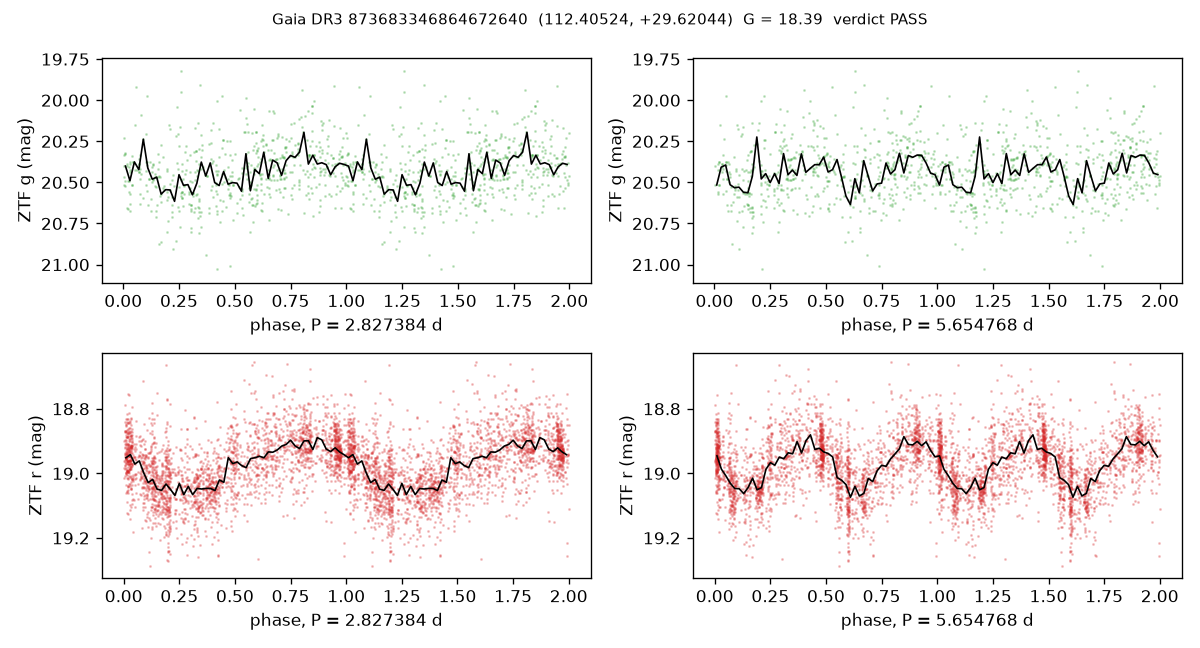 Gaia DR3 873683346864672640 (112.40524, +29.62044) G = 18.39 verdict PASS
19.75
20.00
20.25
20.50
20.75
21.00
ZTF g (mag)
0.00 0.25 0.50 0.75 1.00 1.25 1.50 1.75 2.00
phase, P = 2.827384 d
19.75
20.00
20.25
20.50
20.75
21.00
ZTF g (mag)
0.00 0.25 0.50 0.75 1.00 1.25 1.50 1.75 2.00
phase, P = 5.654768 d
18.8
19.0
19.2
ZTF r (mag)
0.00 0.25 0.50 0.75 1.00 1.25 1.50 1.75 2.00
phase, P = 2.827384 d
18.8
19.0
19.2
ZTF r (mag)
0.00 0.25 0.50 0.75 1.00 1.25 1.50 1.75 2.00
phase, P = 5.654768 d